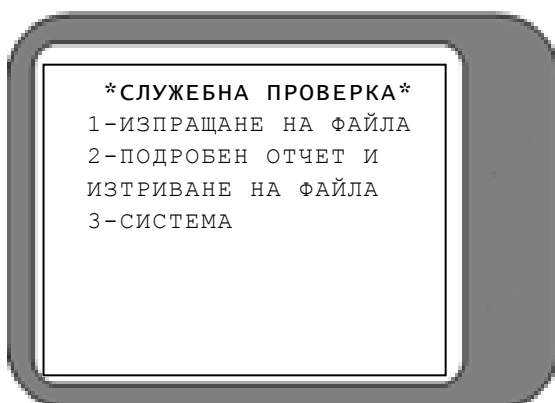 *СЛУЖЕБНА ПРОВЕРКА*
1-ИЗПРАЩАНЕ НА ФАЙЛА
2-ПОДРОБЕН ОТЧЕТ И
ИЗТРИВАНЕ НА ФАЙЛА
3-СИСТЕМА